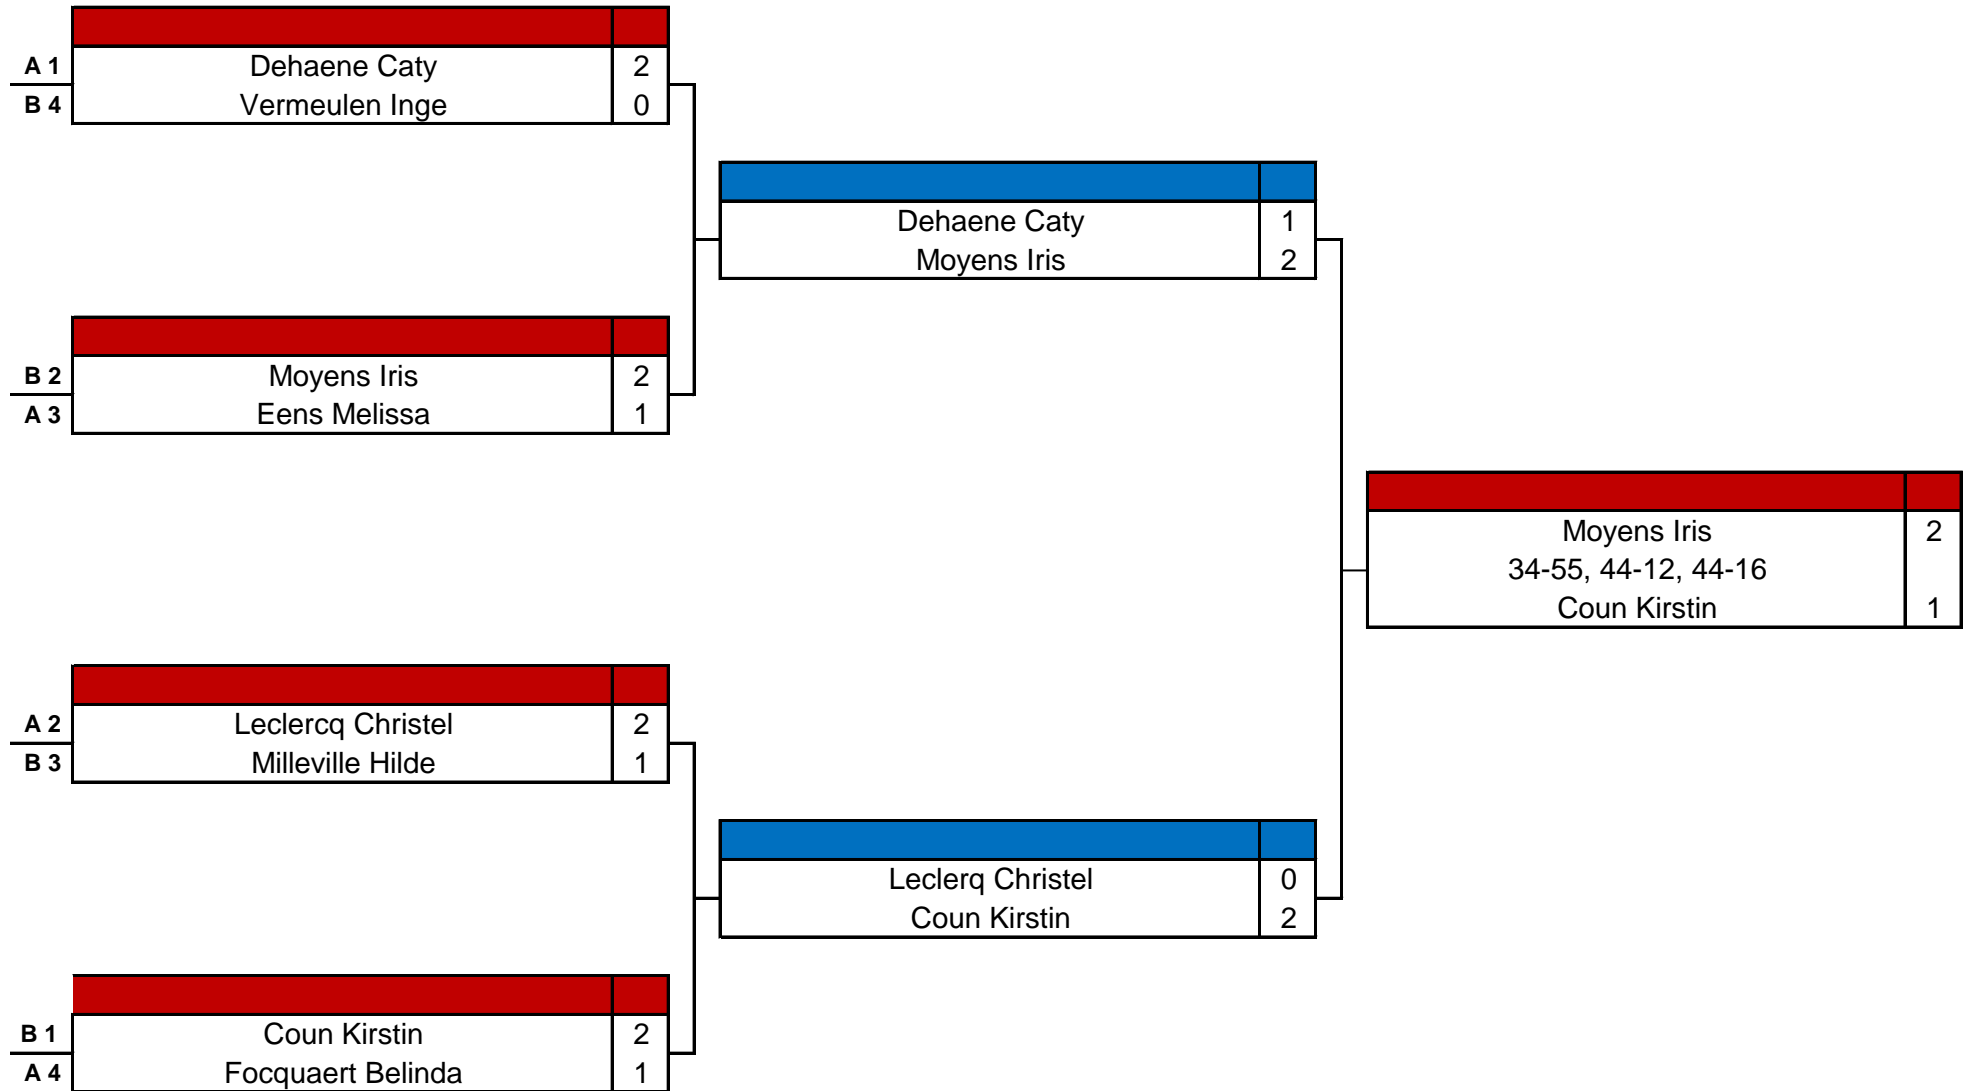 A 1 Dehaene Caty 2
B 4 Vermeulen Inge 0
Dehaene Caty 1
Moyens Iris 2
B 2 Moyens Iris 2
A 3 Eens Melissa 1
Moyens Iris 2
34-55, 44-12, 44-16
Coun Kirstin 1
A 2 Leclercq Christel 2
B 3 Milleville Hilde 1
Leclerq Christel 0
Coun Kirstin 2
B 1 Coun Kirstin 2
A 4 Focquaert Belinda 1